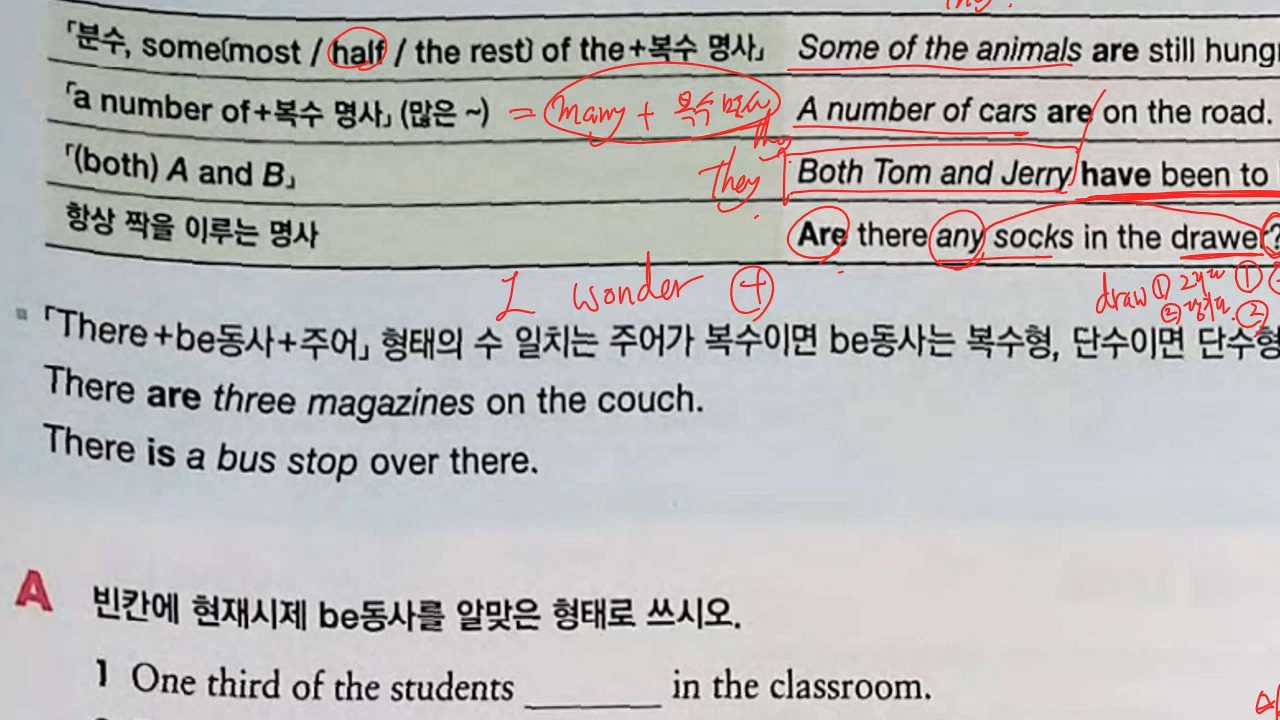 「분수, some(most / half / the rest) of the+복수 명사」 Some of the animals are still hungr
「a number of+복수 명사」 (많은 ~) = many + 복수 명사 A number of cars are on the road.
they
「(both) A and B」 They Both Tom and Jerry have been to
항상 짝을 이루는 명사 Are there any socks in the drawer?
I wonder +
draw ① ①
② ②
「There+be동사+주어」 형태의 수 일치는 주어가 복수이면 be동사는 복수형, 단수이면 단수형
There are three magazines on the couch.
There is a bus stop over there.
A 빈칸에 현재시제 be동사를 알맞은 형태로 쓰시오.
1 One third of the students ______ in the classroom.